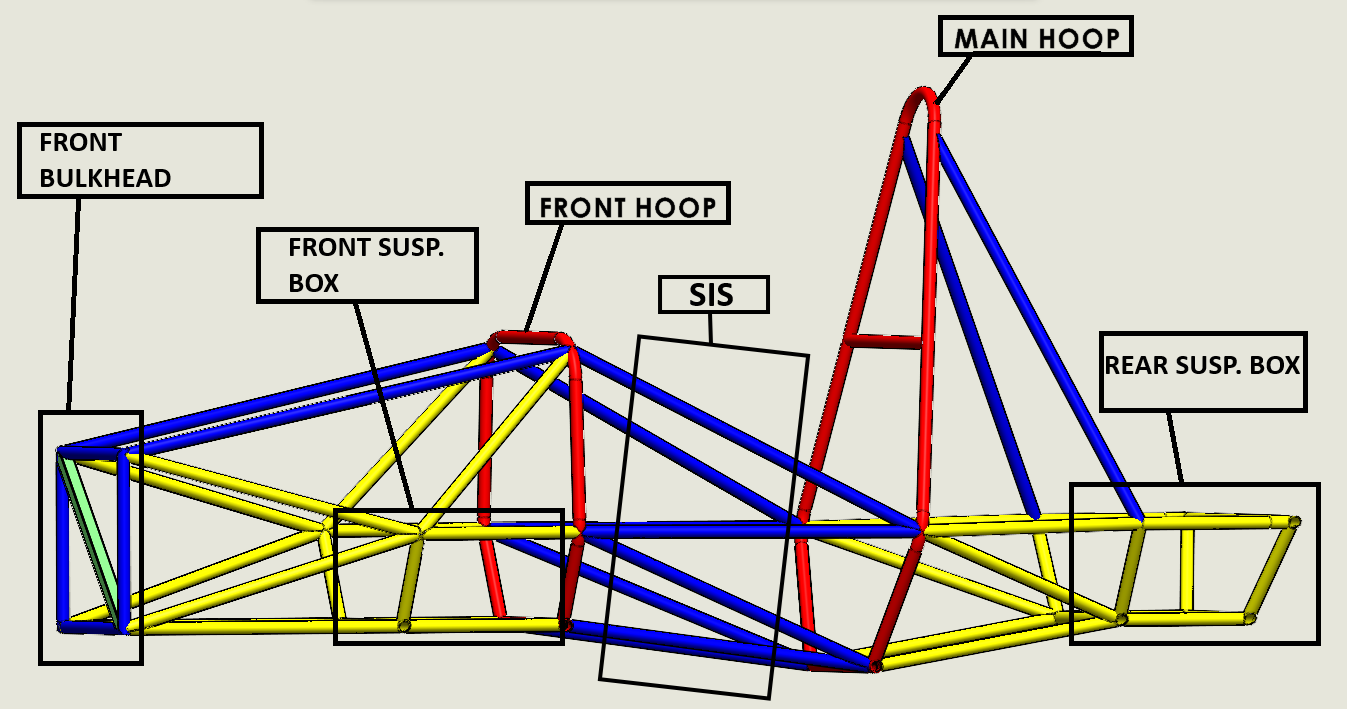 MAIN HOOP
FRONT
BULKHEAD
FRONT HOOP
FRONT SUSP.
BOX
SIS
REAR SUSP. BOX